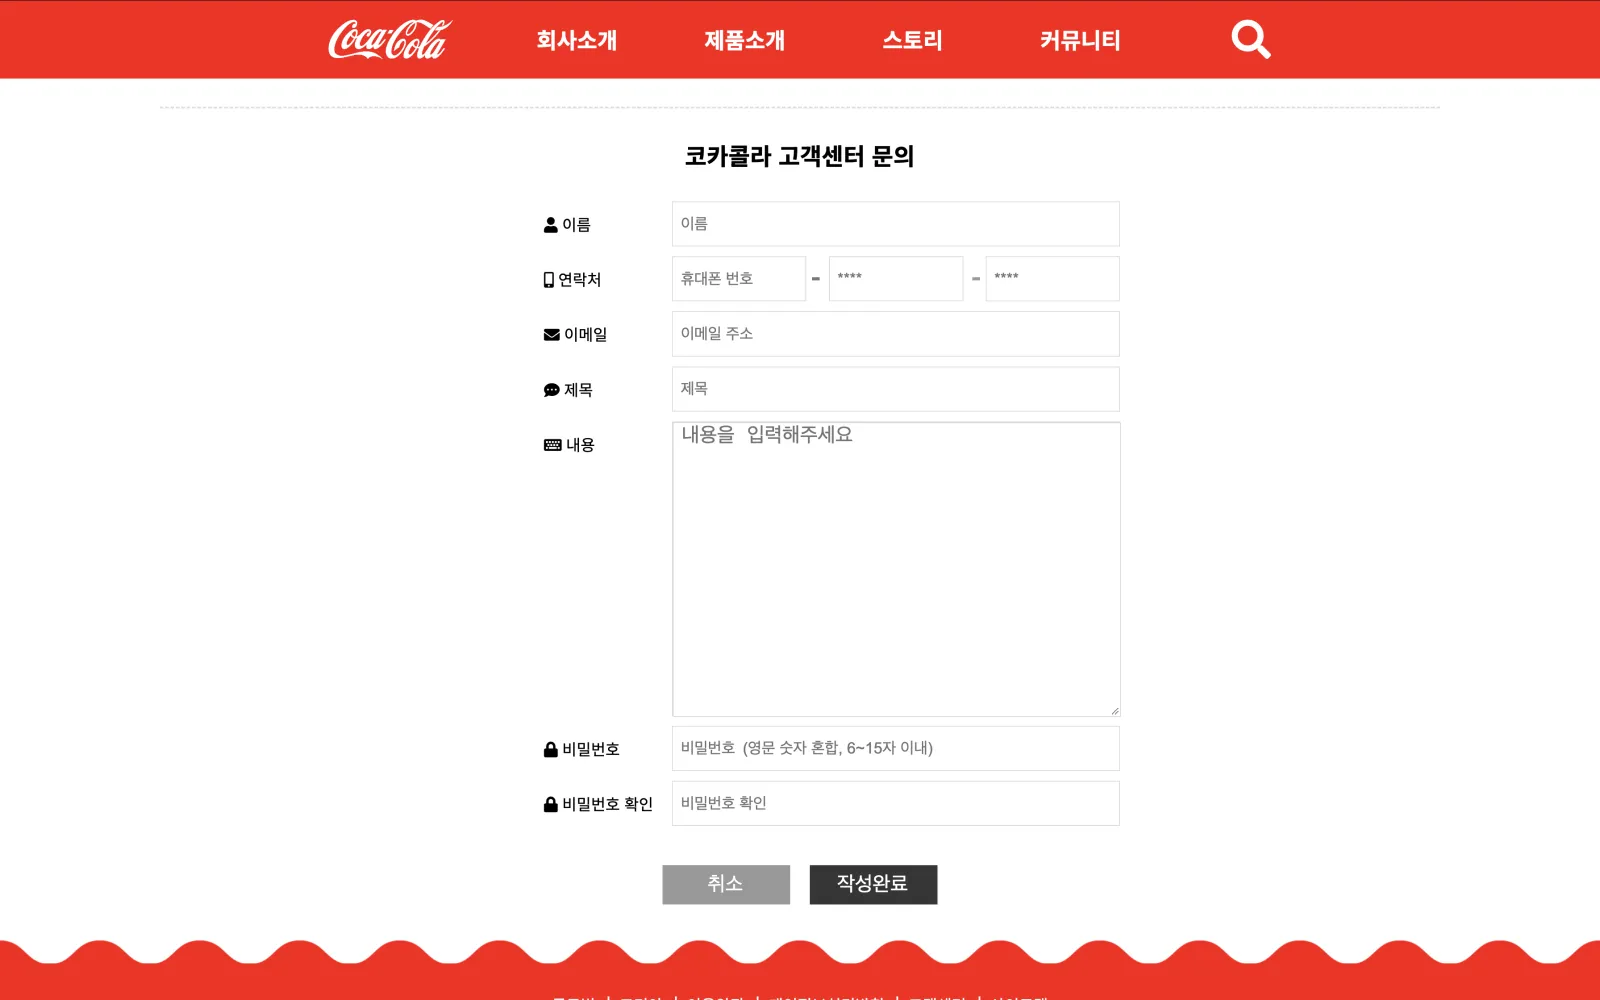 Coca-Cola 회사소개 제품소개 스토리 커뮤니티
코카콜라 고객센터 문의
이름 이름
연락처 휴대폰 번호 - **** - ****
이메일 이메일 주소
제목 제목
내용 내용을 입력해주세요
비밀번호 비밀번호 (영문 숫자 혼합, 6~15자 이내)
비밀번호 확인 비밀번호 확인
취소 작성완료